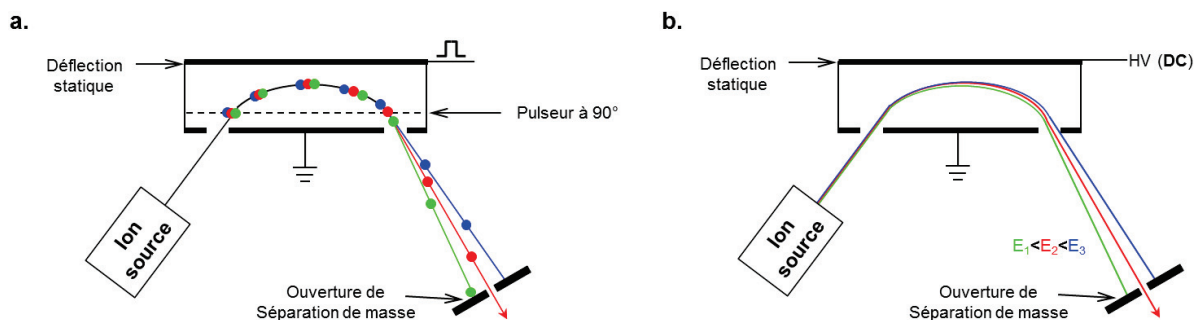 a.
Déflection
statique
Pulseur à 90°
Ion
source
Ouverture de
Séparation de masse
b.
Déflection
statique
HV (DC)
Ion
source
E1<E2<E3
Ouverture de
Séparation de masse